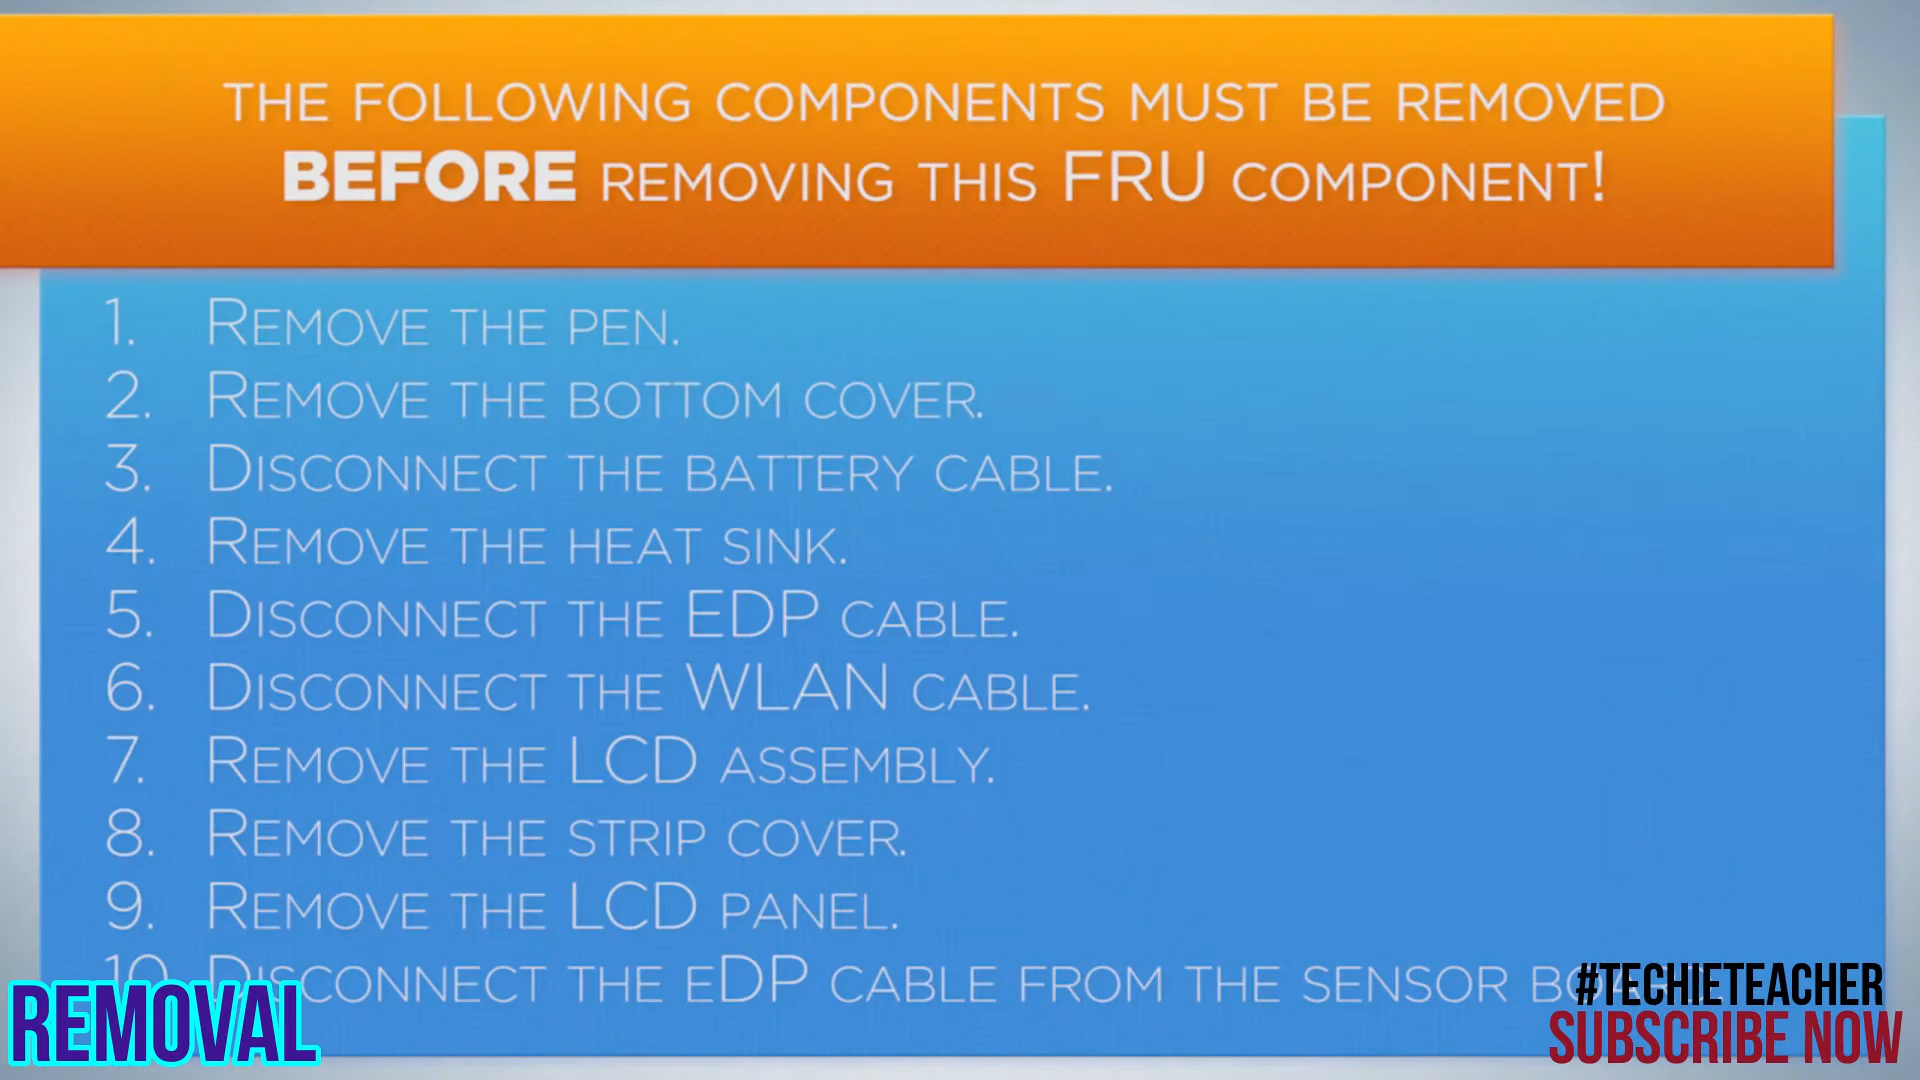 THE FOLLOWING COMPONENTS MUST BE REMOVED
BEFORE REMOVING THIS FRU COMPONENT!
1. REMOVE THE PEN.
2. REMOVE THE BOTTOM COVER.
3. DISCONNECT THE BATTERY CABLE.
4. REMOVE THE HEAT SINK.
5. DISCONNECT THE EDP CABLE.
6. DISCONNECT THE WLAN CABLE.
7. REMOVE THE LCD ASSEMBLY.
8. REMOVE THE STRIP COVER.
9. REMOVE THE LCD PANEL.
10. DISCONNECT THE eDP CABLE FROM THE SENSOR BOARD.
REMOVAL
#TECHIETEACHER
SUBSCRIBE NOW